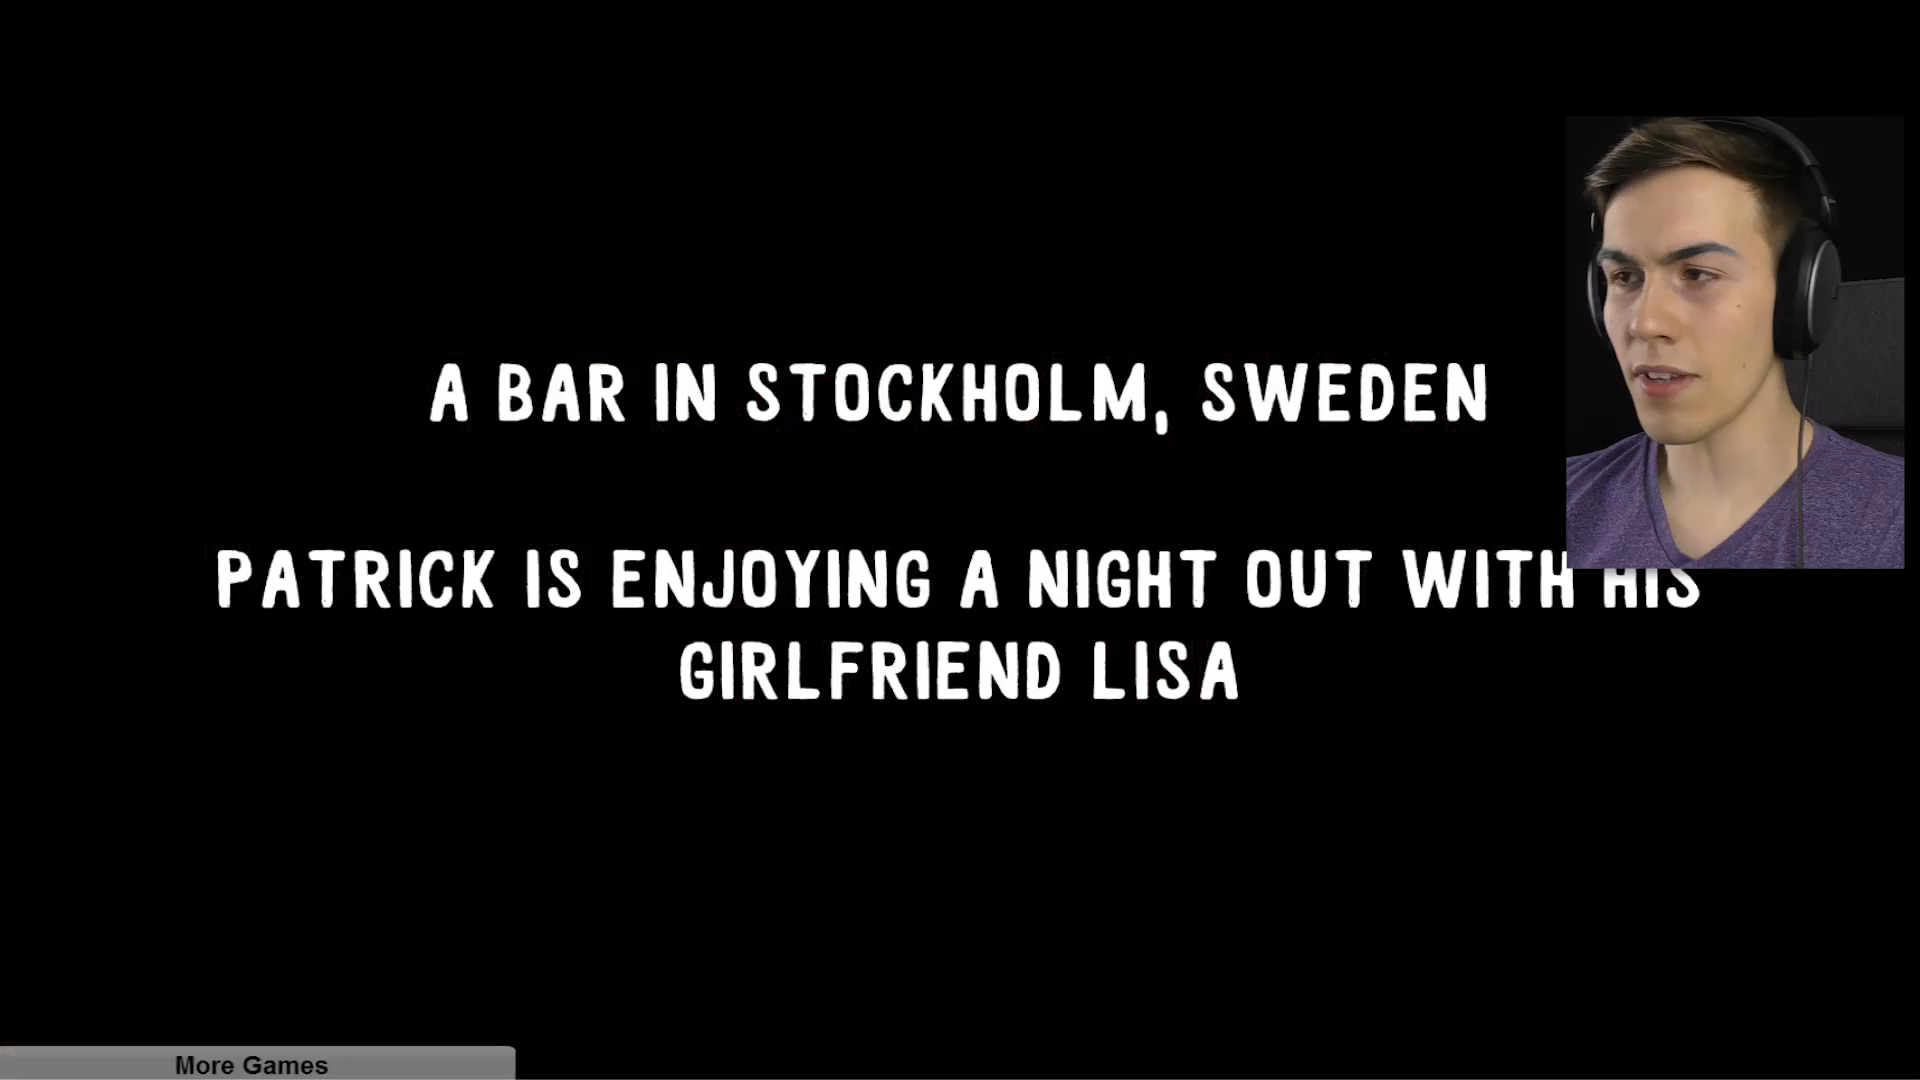 A BAR IN STOCKHOLM, SWEDEN
PATRICK IS ENJOYING A NIGHT OUT WITH HIS
GIRLFRIEND LISA
More Games